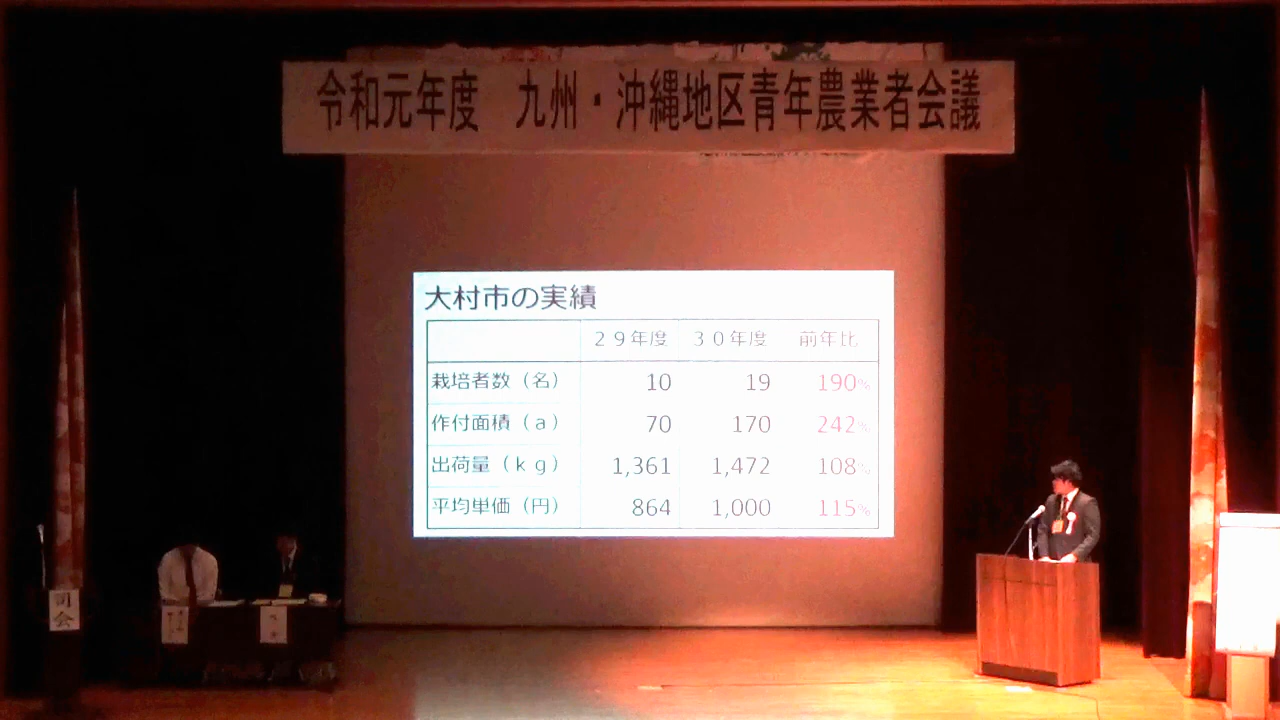 令和元年度　九州・沖縄地区青年農業者会議
大村市の実績
２９年度 ３０年度 前年比
栽培者数（名） 10 19 190%
作付面積（a） 70 170 242%
出荷量（ｋｇ） 1,361 1,472 108%
平均単価（円） 864 1,000 115%
司会